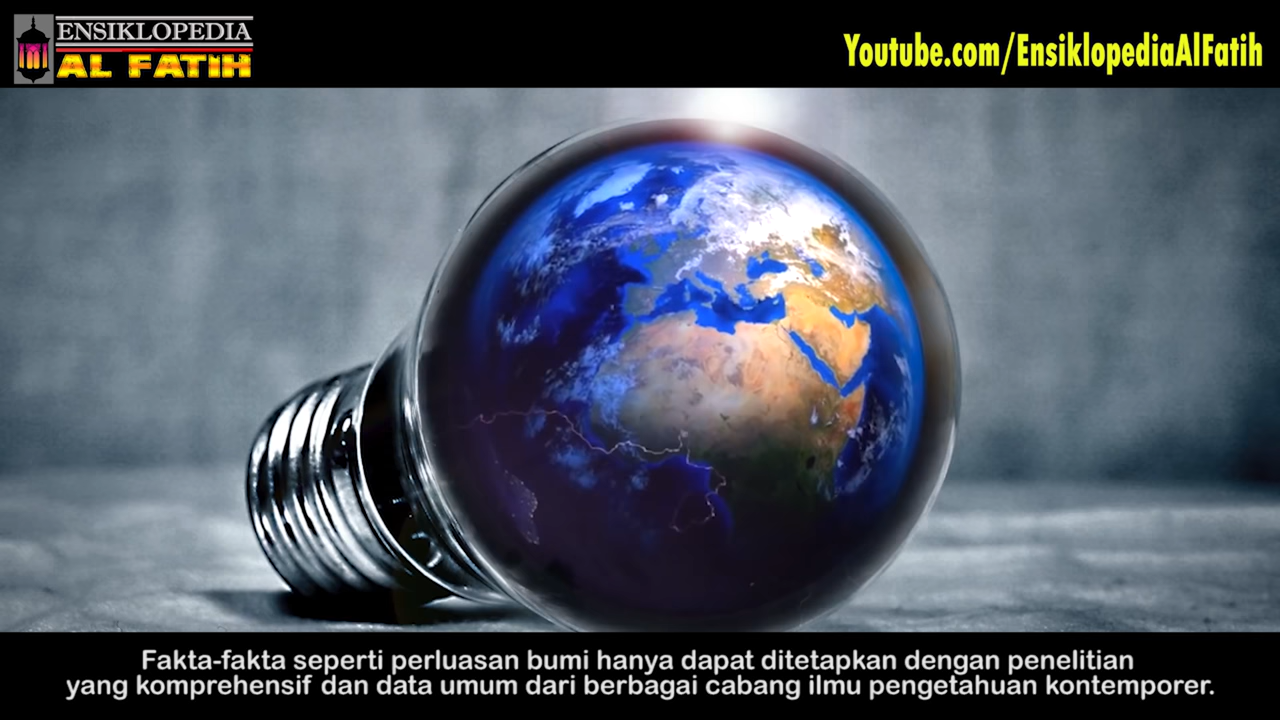 ENSIKLOPEDIA
AL FATIH
Youtube.com/EnsiklopediaAlFatih
Fakta-fakta seperti perluasan bumi hanya dapat ditetapkan dengan penelitian
yang komprehensif dan data umum dari berbagai cabang ilmu pengetahuan kontemporer.